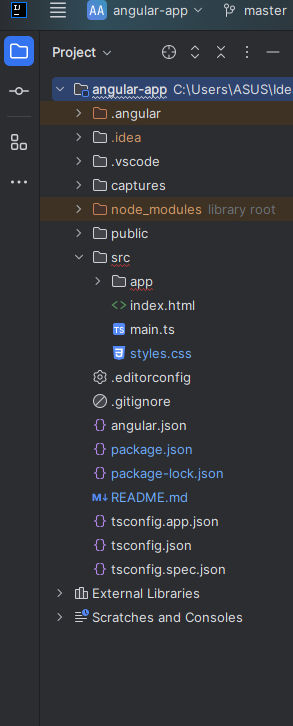 IJ AA angular-app master
Project
angular-app C:\Users\ASUS\Ide
.angular
.idea
.vscode
captures
node_modules library root
public
src
app
<> index.html
TS main.ts
styles.css
.editorconfig
.gitignore
{} angular.json
{} package.json
{} package-lock.json
M↓ README.md
{} tsconfig.app.json
{} tsconfig.json
{} tsconfig.spec.json
External Libraries
Scratches and Consoles